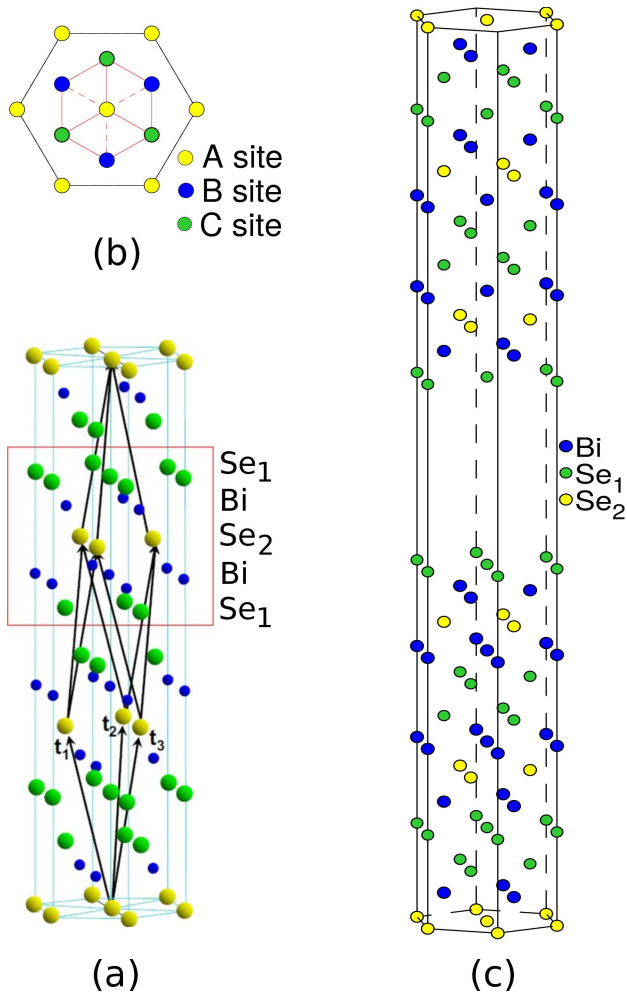 A site
B site
C site
(b)
Se1
Bi
Se2
Bi
Se1
t1
t2
t3
(a)
Bi
Se1
Se2
(c)